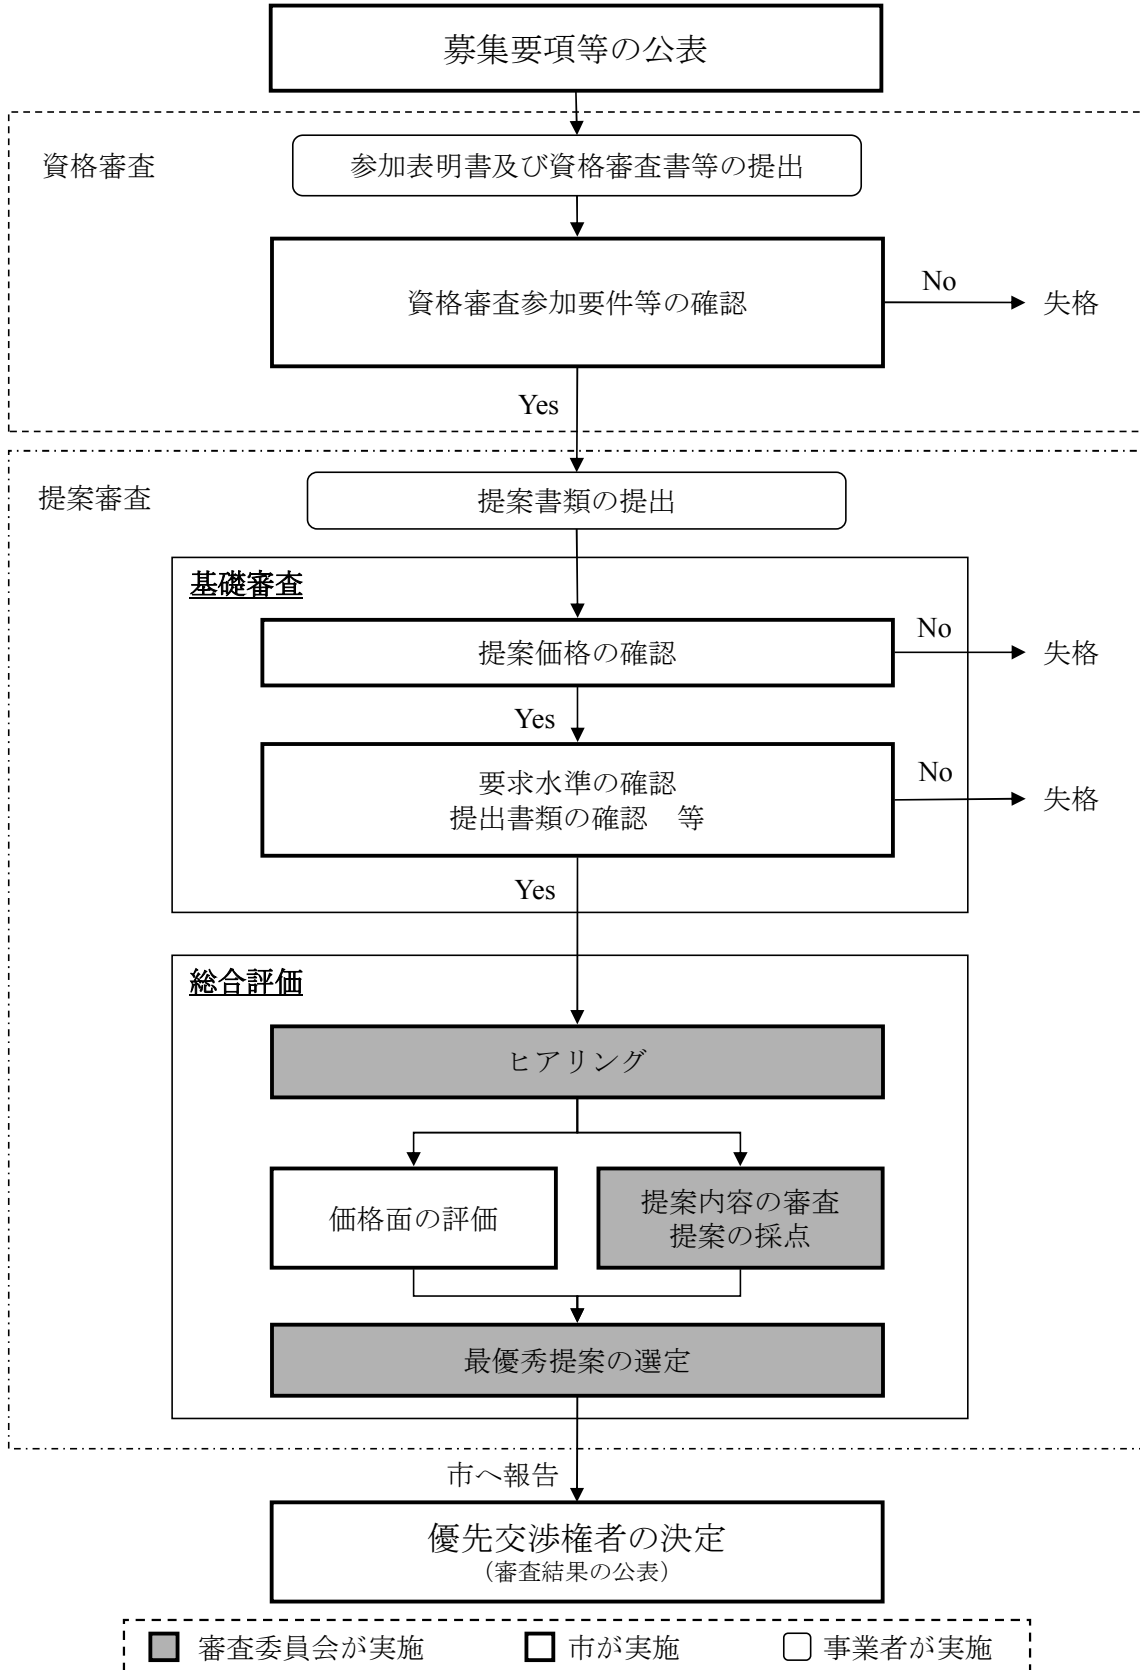 募集要項等の公表
資格審査
参加表明書及び資格審査書等の提出
資格審査参加要件等の確認
No
失格
Yes
提案審査
提案書類の提出
基礎審査
提案価格の確認
No
失格
Yes
要求水準の確認
提出書類の確認　等
No
失格
Yes
総合評価
ヒアリング
価格面の評価
提案内容の審査
提案の採点
最優秀提案の選定
市へ報告
優先交渉権者の決定
（審査結果の公表）
審査委員会が実施
市が実施
事業者が実施